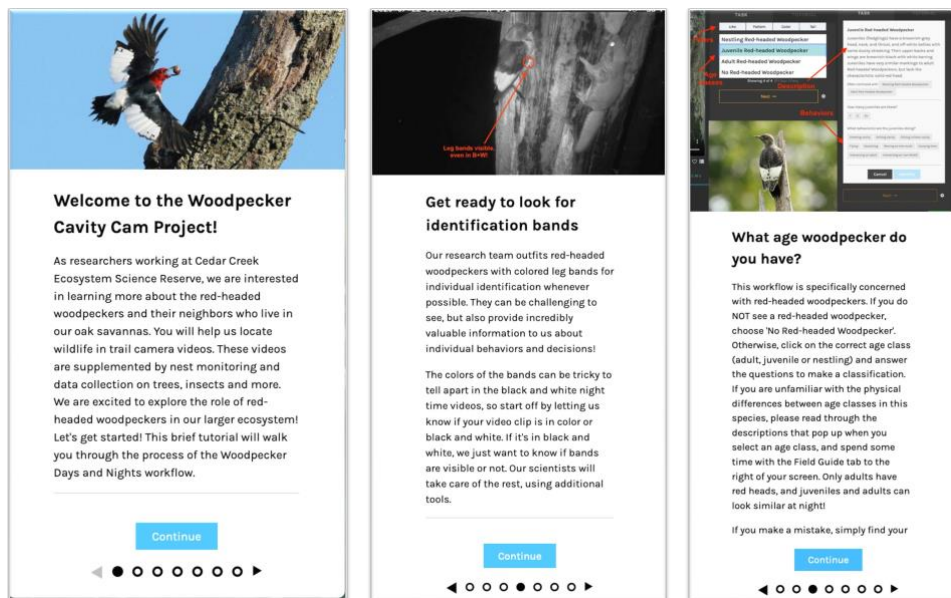 Welcome to the Woodpecker
Cavity Cam Project!
As researchers working at Cedar Creek
Ecosystem Science Reserve, we are interested
in learning more about the red-headed
woodpeckers and their neighbors who live in
our oak savannas. You will help us locate
wildlife in trail camera videos. These videos
are supplemented by nest monitoring and
data collection on trees, insects and more.
We are excited to explore the role of red-
headed woodpeckers in our larger ecosystem!
Let's get started! This brief tutorial will walk
you through the process of the Woodpecker
Days and Nights workflow.
Continue
Leg bands visible,
even in B+W!
Get ready to look for
identification bands
Our research team outfits red-headed
woodpeckers with colored leg bands for
individual identification whenever
possible. They can be challenging to
see, but also provide incredibly
valuable information to us about
individual behaviors and decisions!
The colors of the bands can be tricky to
tell apart in the black and white night
time videos, so start off by letting us
know if your video clip is in color or
black and white. If it's in black and
white, we just want to know if bands
are visible or not. Our scientists will
take care of the rest, using additional
tools.
Continue
TASK
Nestling Red-headed Woodpecker
Juvenile Red-headed Woodpecker
Adult Red-headed Woodpecker
No Red-headed Woodpecker
Next
Description
Behaviors
TASK
Juvenile Red-headed Woodpecker
Cancel
What age woodpecker do
you have?
This workflow is specifically concerned
with red-headed woodpeckers. If you do
NOT see a red-headed woodpecker,
choose 'No Red-headed Woodpecker'.
Otherwise, click on the correct age class
(adult, juvenile or nestling) and answer
the questions to make a classification.
If you are unfamiliar with the physical
differences between age classes in this
species, please read through the
descriptions that pop up when you
select an age class, and spend some
time with the Field Guide tab to the
right of your screen. Only adults have
red heads, and juveniles and adults can
look similar at night!
If you make a mistake, simply find your
Continue